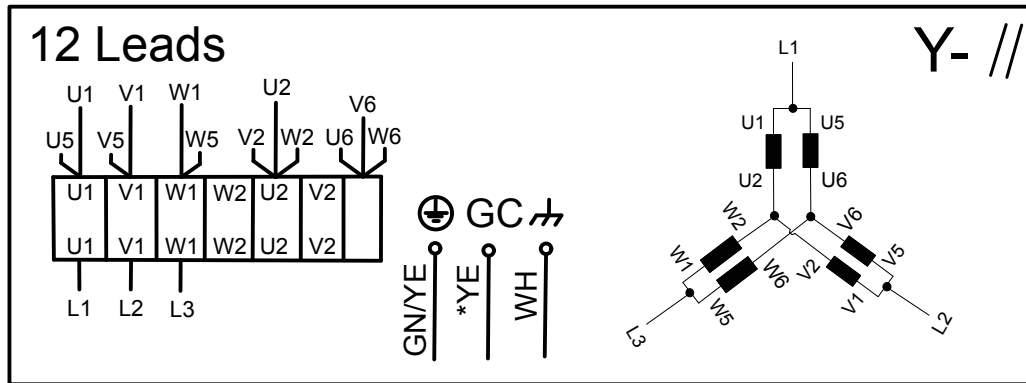 12 Leads
Y- //
U1 V1 W1 U2 V6
U5 V5 W5 V2 W2 U6 W6
U1 V1 W1 W2 U2 V2
U1 V1 W1 W2 U2 V2
L1 L2 L3
GC
GN/YE *YE WH
L1
U1 U5
U2 U6
W2 V6
W1 W6 V2 V5
W5 V1
L3 L2